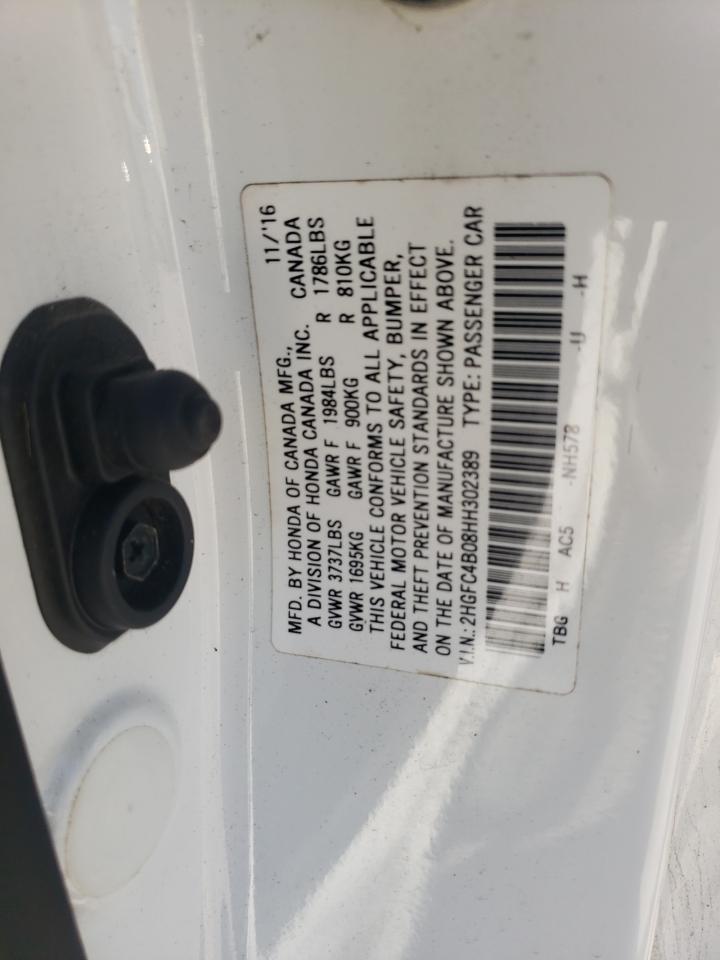 MFD. BY HONDA OF CANADA MFG., 11/'16
A DIVISION OF HONDA CANADA INC. CANADA
GVWR 3737LBS GAWR F 1984LBS R 1786LBS
GVWR 1695KG GAWR F 900KG R 810KG
THIS VEHICLE CONFORMS TO ALL APPLICABLE
FEDERAL MOTOR VEHICLE SAFETY, BUMPER,
AND THEFT PREVENTION STANDARDS IN EFFECT
ON THE DATE OF MANUFACTURE SHOWN ABOVE.
V.I.N.: 2HGFC4B08HH302389 TYPE: PASSENGER CAR
TBG H AC5 -NH578 -U -H